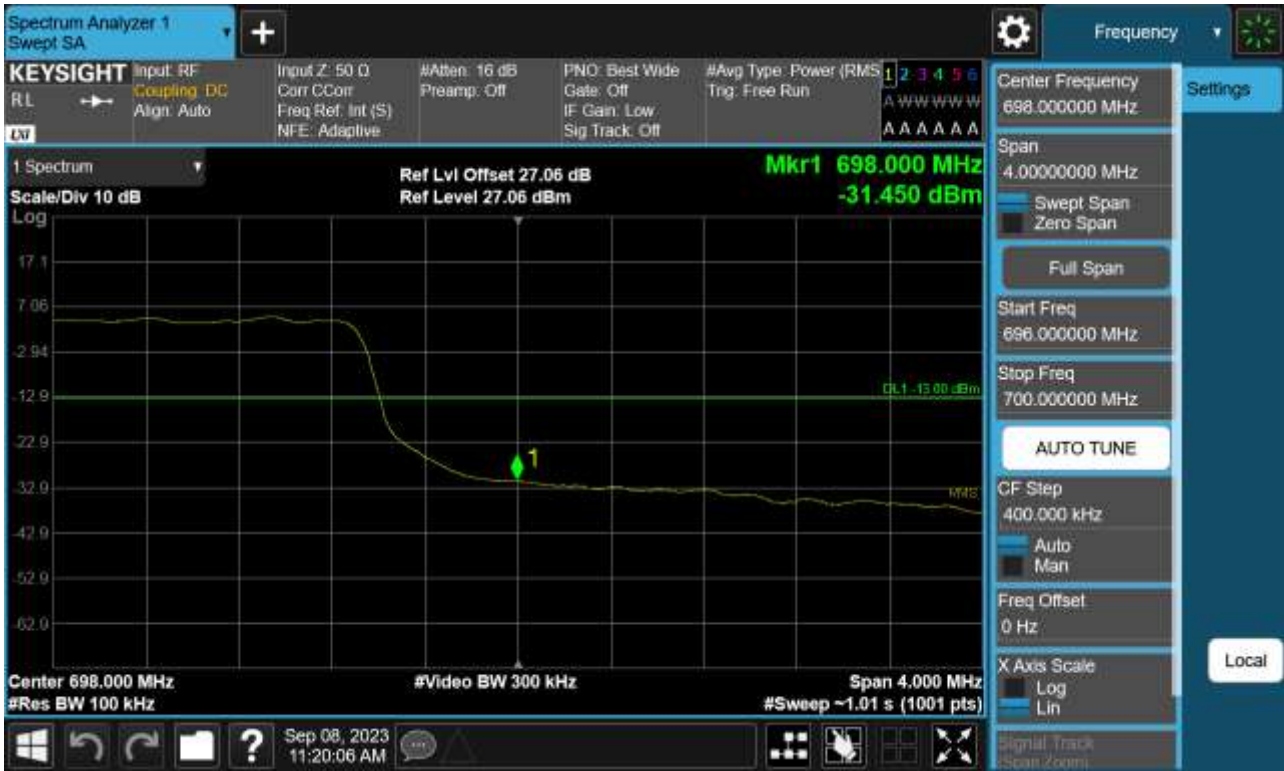 Spectrum Analyzer 1
Swept SA
+
Frequency
KEYSIGHT
RL
LXI
Input: RF
Coupling: DC
Align: Auto
Input Z: 50 Ω
Corr CCorr
Freq Ref: Int (S)
NFE: Adaptive
#Atten: 16 dB
Preamp: Off
PNO: Best Wide
Gate: Off
IF Gain: Low
Sig Track: Off
#Avg Type: Power (RMS
Trig: Free Run
1 2 3 4 5 6
A W W W W W
A A A A A A
1 Spectrum
Scale/Div 10 dB
Log
Ref Lvl Offset 27.06 dB
Ref Level 27.06 dBm
Mkr1 698.000 MHz
-31.450 dBm
17.1
7.06
-2.94
-12.9
-22.9
-32.9
-42.9
-52.9
-62.9
DL1 -13.00 dBm
1
RMS
Center 698.000 MHz
#Res BW 100 kHz
#Video BW 300 kHz
Span 4.000 MHz
#Sweep ~1.01 s (1001 pts)
Center Frequency
698.000000 MHz
Span
4.00000000 MHz
Swept Span
Zero Span
Full Span
Start Freq
696.000000 MHz
Stop Freq
700.000000 MHz
AUTO TUNE
CF Step
400.000 kHz
Auto
Man
Freq Offset
0 Hz
X Axis Scale
Log
Lin
Signal Track
(Span Zoom)
Settings
Local
?
Sep 08, 2023
11:20:06 AM